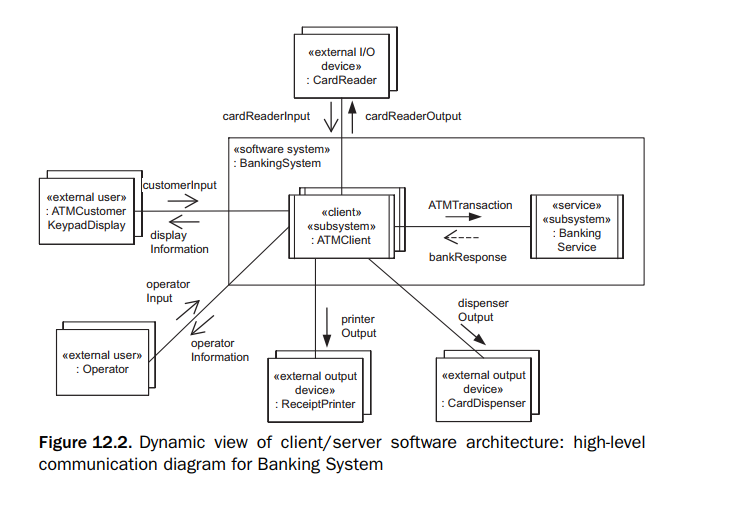 «external I/O
device»
: CardReader
cardReaderInput
cardReaderOutput
«software system»
: BankingSystem
«external user»
: ATMCustomer
KeypadDisplay
customerInput
display
Information
«client»
«subsystem»
: ATMClient
ATMTransaction
bankResponse
«service»
«subsystem»
: Banking
Service
operator
Input
operator
Information
«external user»
: Operator
printer
Output
dispenser
Output
«external output
device»
: ReceiptPrinter
«external output
device»
: CardDispenser
Figure 12.2. Dynamic view of client/server software architecture: high-level
communication diagram for Banking System